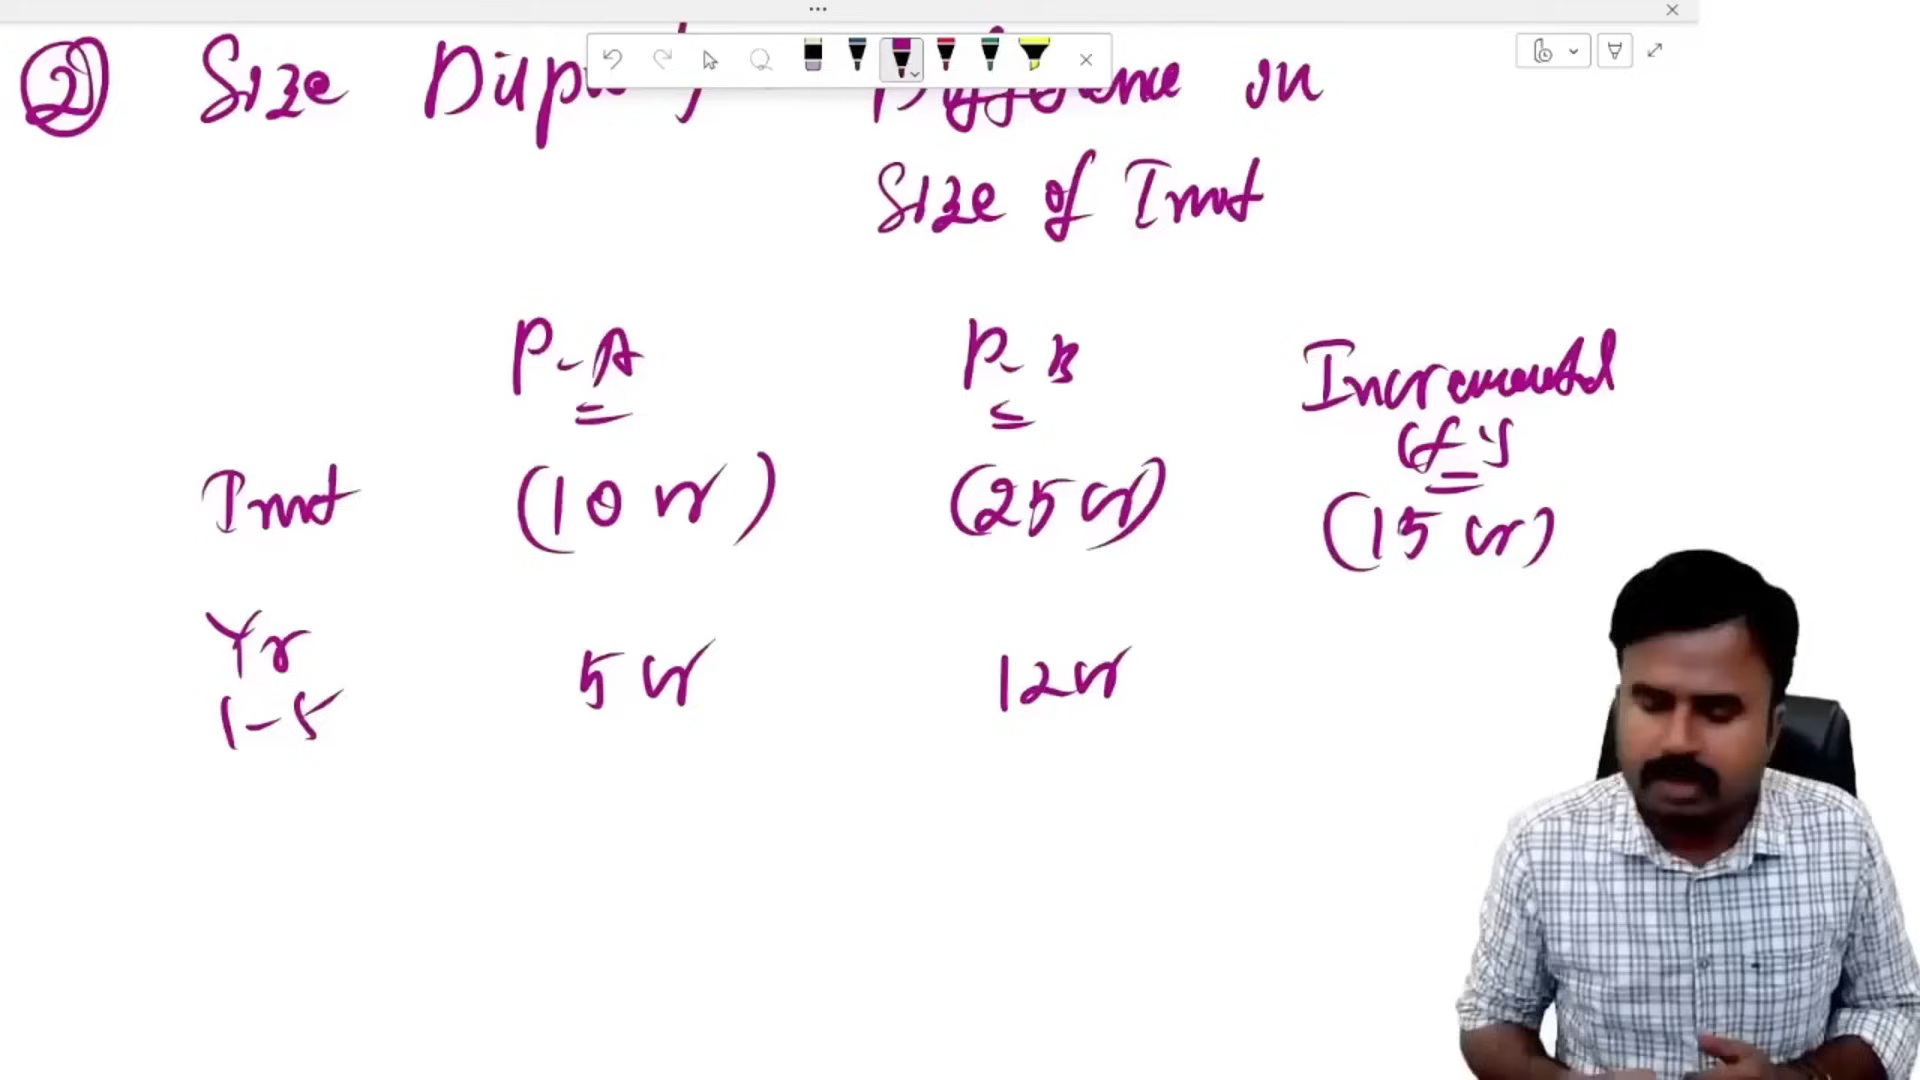 ② Size
Difference in
Size of Invt
P-A P-B Incremental
CF's
Invt (10 cr) (25 cr) (15 cr)
Yr
1-5 5 cr 12 cr